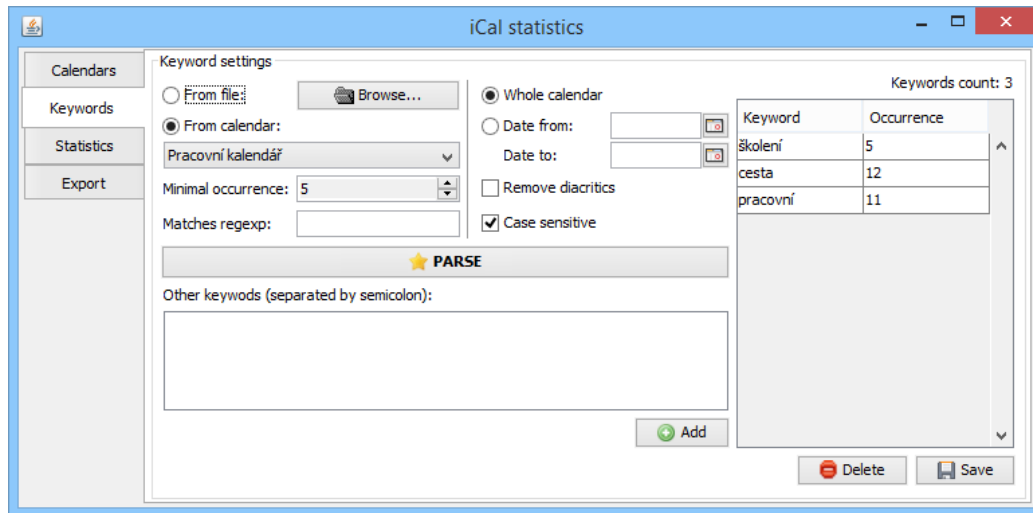 iCal statistics
Calendars
Keywords
Statistics
Export
Keyword settings
From file:
Browse...
From calendar:
Pracovní kalendář
Minimal occurrence: 5
Matches regexp:
Whole calendar
Date from:
Date to:
Remove diacritics
Case sensitive
PARSE
Other keywods (separated by semicolon):
Add
Keywords count: 3
Keyword Occurrence
školení 5
cesta 12
pracovní 11
Delete
Save